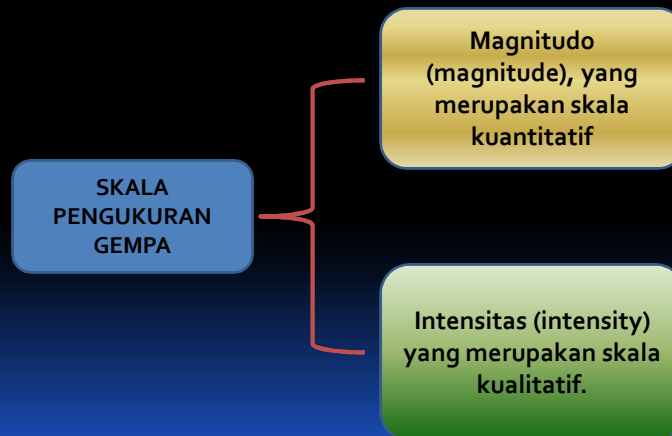 SKALA
PENGUKURAN
GEMPA
Magnitudo
(magnitude), yang
merupakan skala
kuantitatif
Intensitas (intensity)
yang merupakan skala
kualitatif.